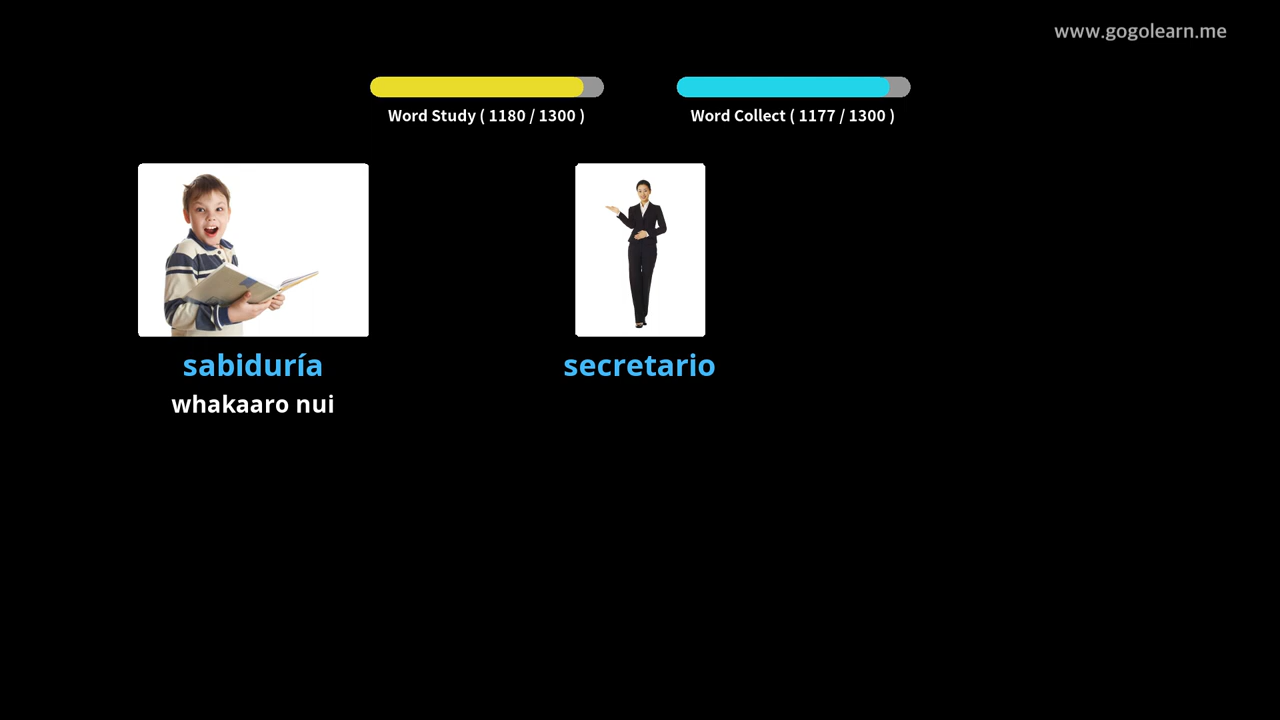 www.gogolearn.me
Word Study ( 1180 / 1300 )
Word Collect ( 1177 / 1300 )
sabiduría
whakaaro nui
secretario